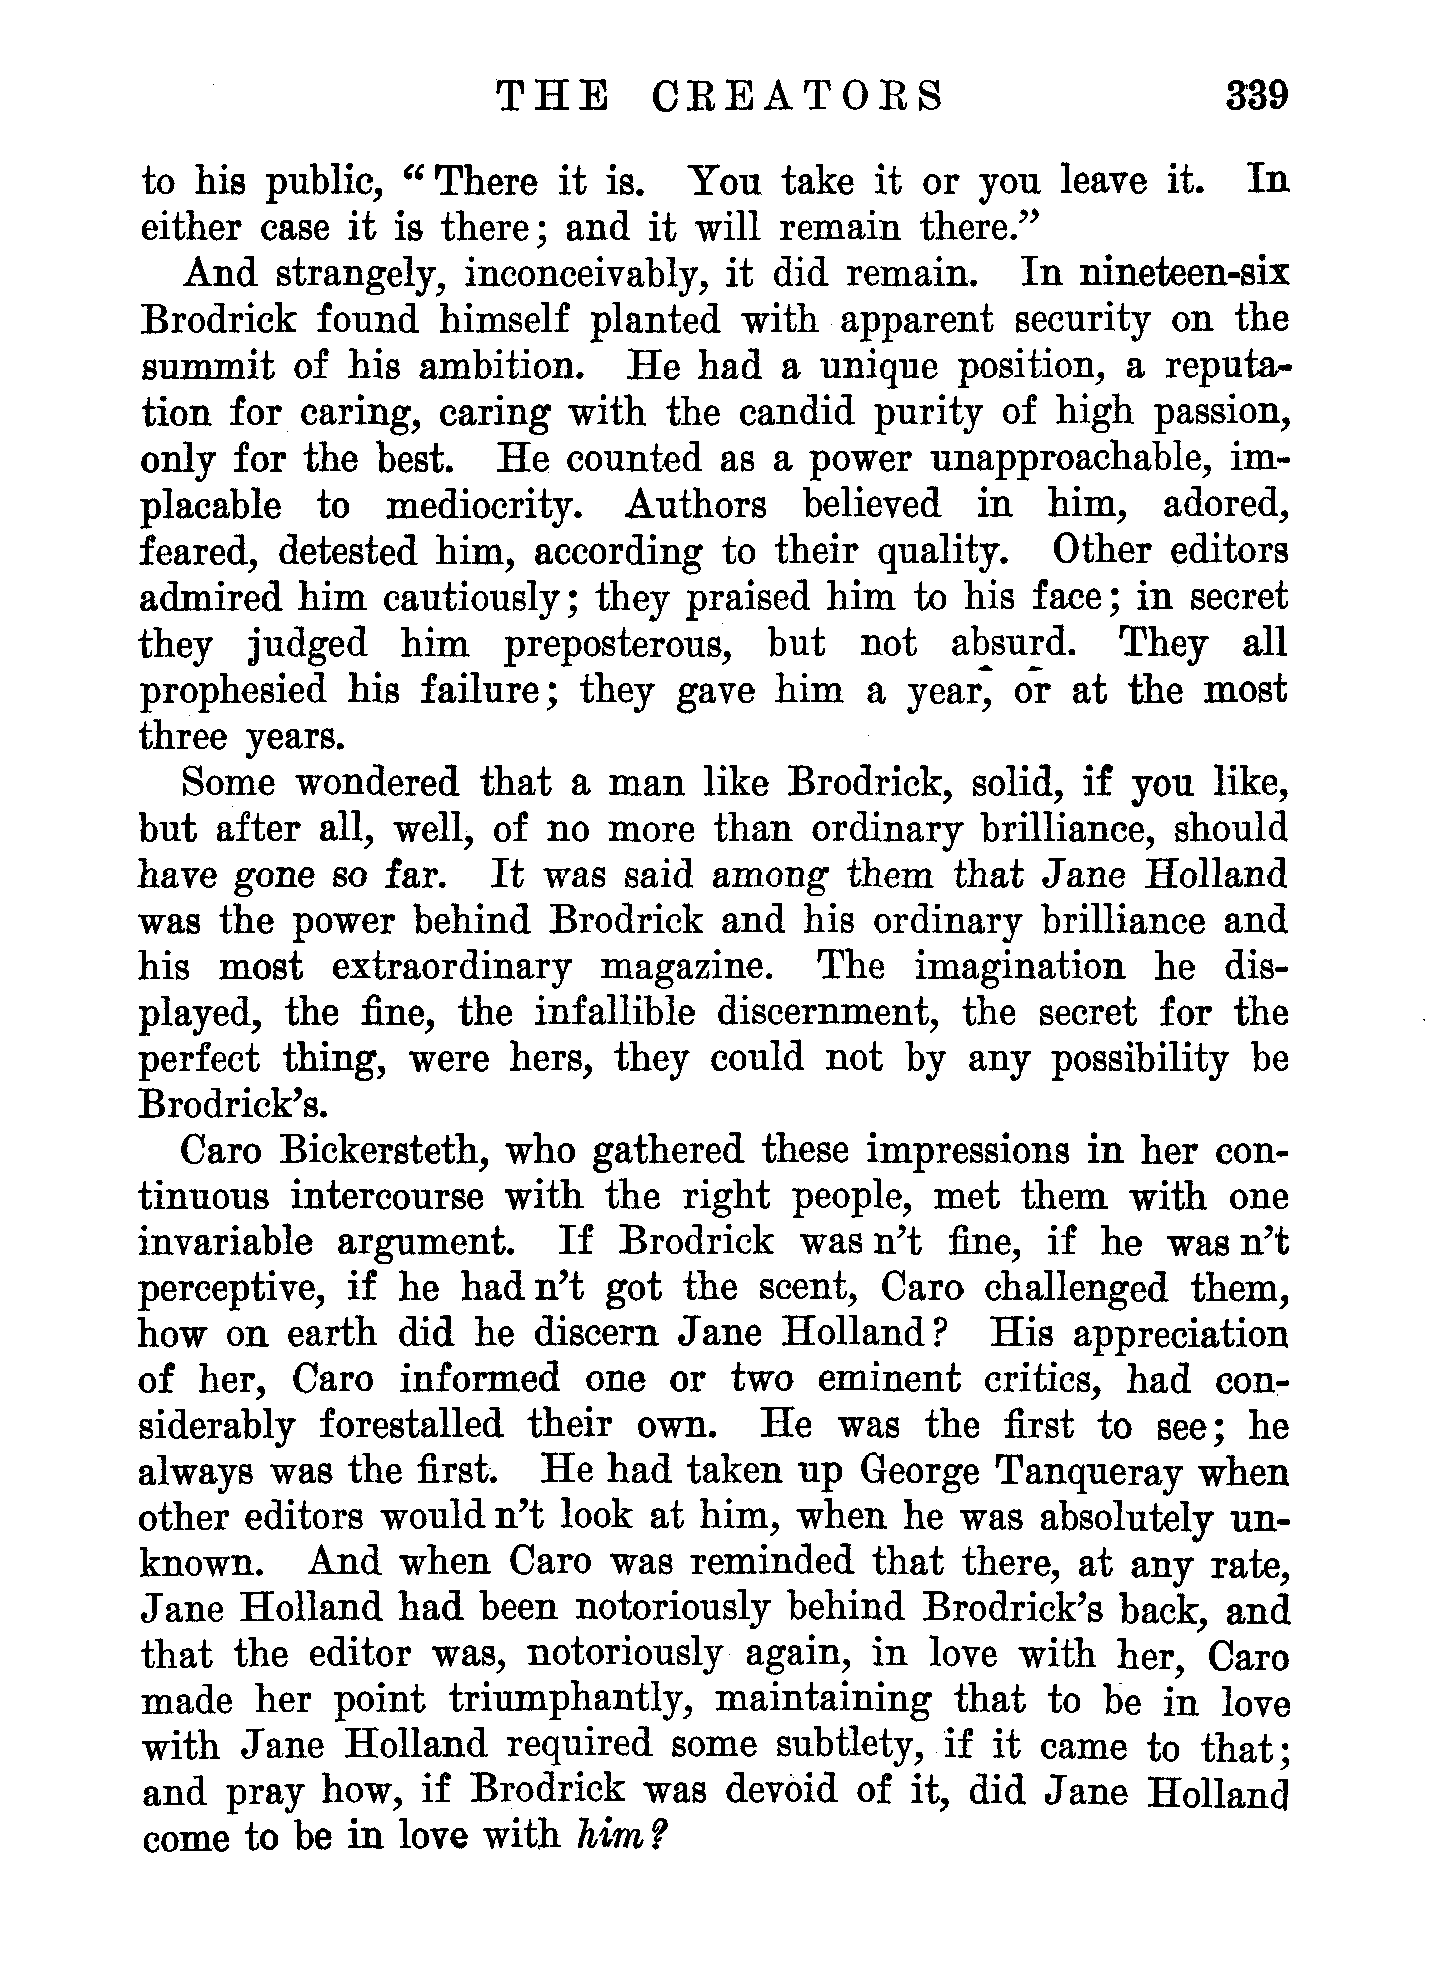 THE CREATORS 339
to his public, “There it is. You take it or you leave it. In
either case it is there; and it will remain there.”
And strangely, inconceivably, it did remain. In nineteen-six
Brodrick found himself planted with apparent security on the
summit of his ambition. He had a unique position, a reputa-
tion for caring, caring with the candid purity of high passion,
only for the best. He counted as a power unapproachable, im-
placable to mediocrity. Authors believed in him, adored,
feared, detested him, according to their quality. Other editors
admired him cautiously; they praised him to his face; in secret
they judged him preposterous, but not absurd. They all
prophesied his failure; they gave him a year, or at the most
three years.
Some wondered that a man like Brodrick, solid, if you like,
but after all, well, of no more than ordinary brilliance, should
have gone so far. It was said among them that Jane Holland
was the power behind Brodrick and his ordinary brilliance and
his most extraordinary magazine. The imagination he dis-
played, the fine, the infallible discernment, the secret for the
perfect thing, were hers, they could not by any possibility be
Brodrick’s.
Caro Bickersteth, who gathered these impressions in her con-
tinuous intercourse with the right people, met them with one
invariable argument. If Brodrick was n’t fine, if he was n’t
perceptive, if he had n’t got the scent, Caro challenged them,
how on earth did he discern Jane Holland? His appreciation
of her, Caro informed one or two eminent critics, had con-
siderably forestalled their own. He was the first to see; he
always was the first. He had taken up George Tanqueray when
other editors would n’t look at him, when he was absolutely un-
known. And when Caro was reminded that there, at any rate,
Jane Holland had been notoriously behind Brodrick’s back, and
that the editor was, notoriously again, in love with her, Caro
made her point triumphantly, maintaining that to be in love
with Jane Holland required some subtlety, if it came to that;
and pray how, if Brodrick was devoid of it, did Jane Holland
come to be in love with him?